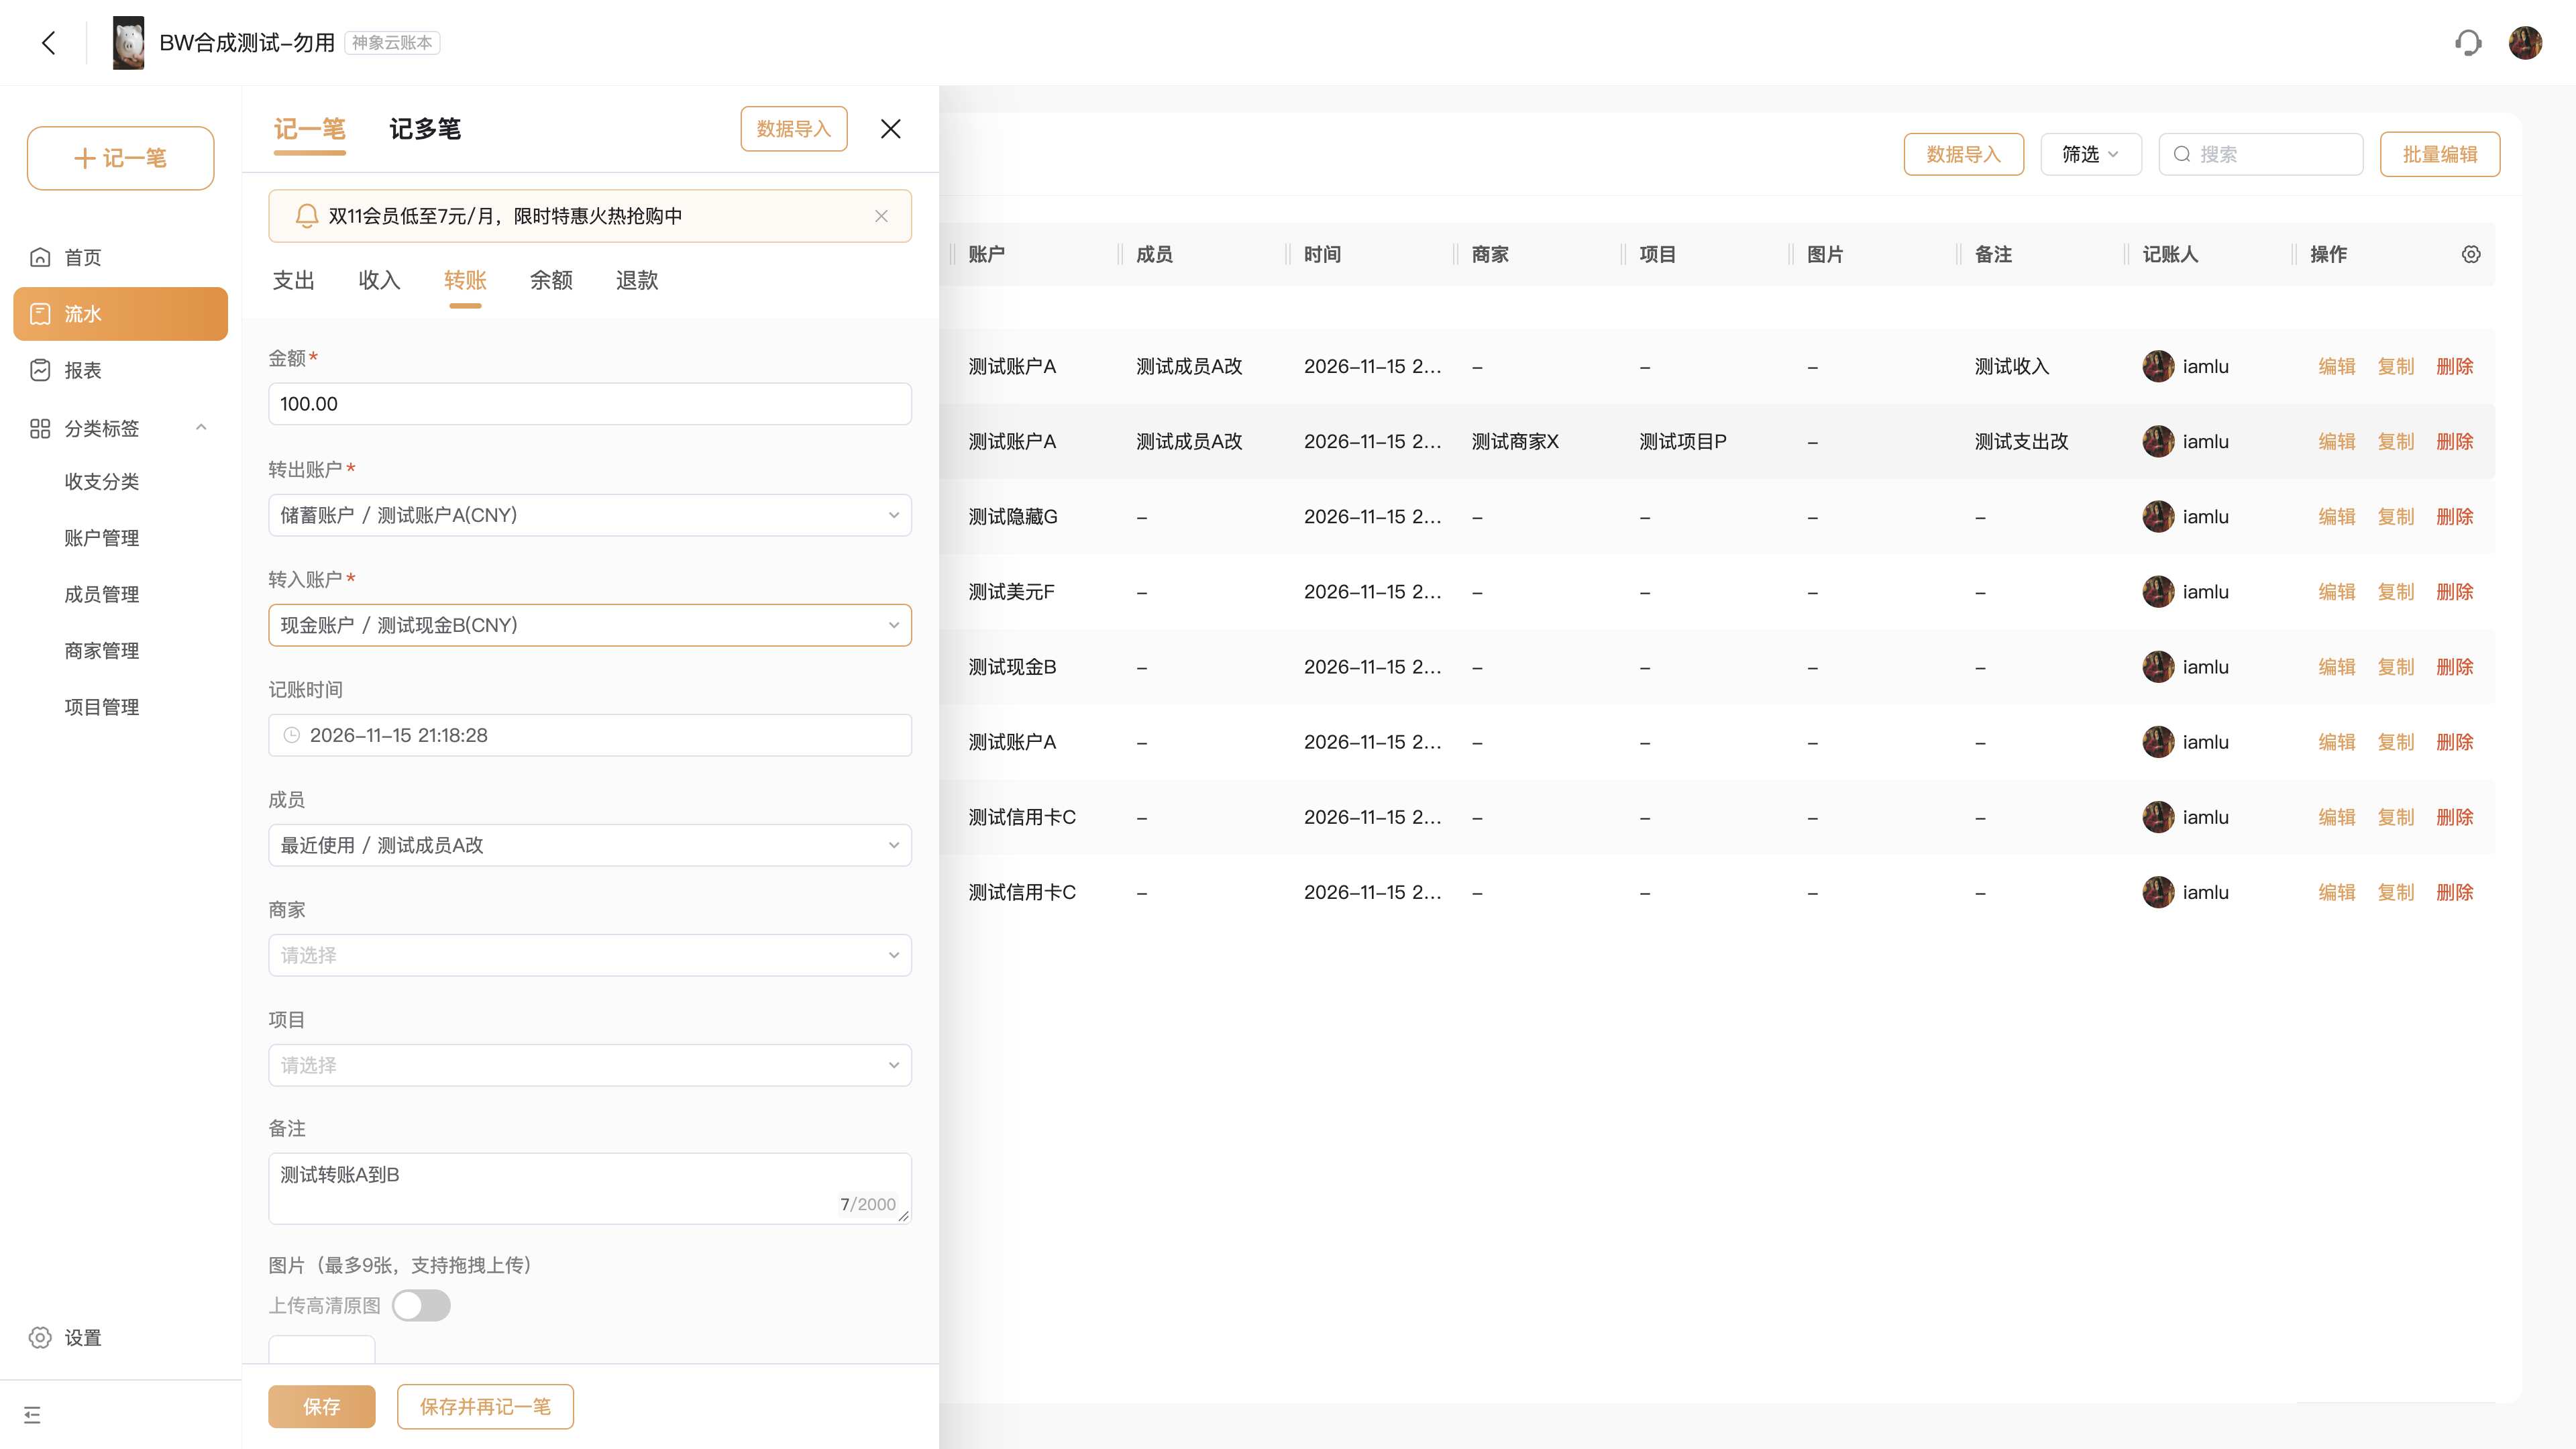 BW合成测试-勿用 神象云账本
记一笔
首页
流水
报表
分类标签
收支分类
账户管理
成员管理
商家管理
项目管理
设置
记一笔 记多笔 数据导入
双11会员低至7元/月，限时特惠火热抢购中
支出 收入 转账 余额 退款
金额*
100.00
转出账户*
储蓄账户 / 测试账户A(CNY)
转入账户*
现金账户 / 测试现金B(CNY)
记账时间
2026-11-15 21:18:28
成员
最近使用 / 测试成员A改
商家
请选择
项目
请选择
备注
测试转账A到B
7/2000
图片（最多9张，支持拖拽上传）
上传高清原图
保存 保存并再记一笔
数据导入 筛选 搜索 批量编辑
账户 成员 时间 商家 项目 图片 备注 记账人 操作
测试账户A 测试成员A改 2026-11-15 2... - - - 测试收入 iamlu 编辑 复制 删除
测试账户A 测试成员A改 2026-11-15 2... 测试商家X 测试项目P - 测试支出改 iamlu 编辑 复制 删除
测试隐藏G - 2026-11-15 2... - - - - iamlu 编辑 复制 删除
测试美元F - 2026-11-15 2... - - - - iamlu 编辑 复制 删除
测试现金B - 2026-11-15 2... - - - - iamlu 编辑 复制 删除
测试账户A - 2026-11-15 2... - - - - iamlu 编辑 复制 删除
测试信用卡C - 2026-11-15 2... - - - - iamlu 编辑 复制 删除
测试信用卡C - 2026-11-15 2... - - - - iamlu 编辑 复制 删除